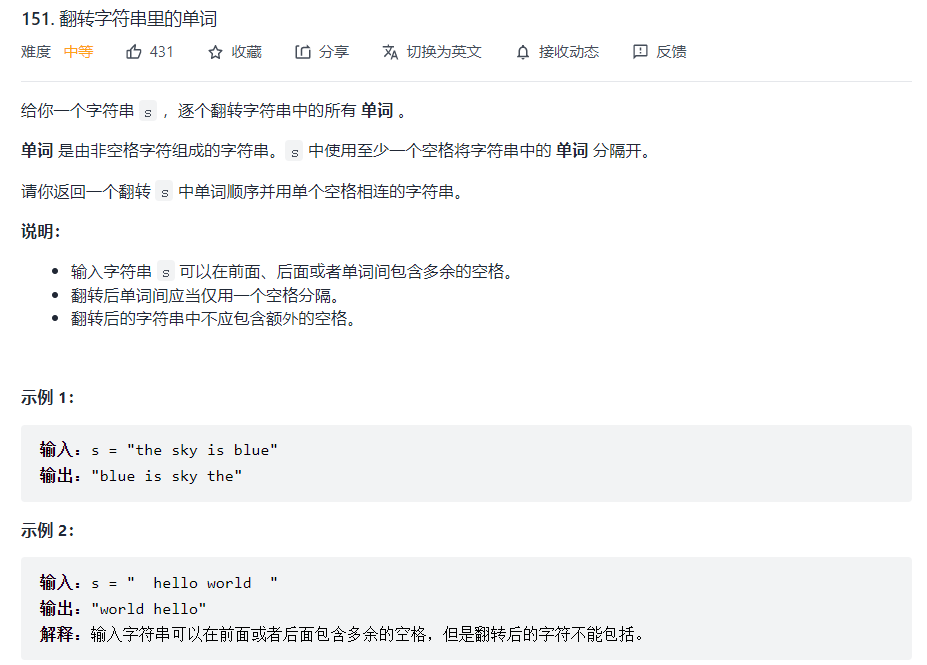 151. 翻转字符串里的单词
难度 中等 431 收藏 分享 切换为英文 接收动态 反馈
给你一个字符串 s ，逐个翻转字符串中的所有 单词 。
单词 是由非空格字符组成的字符串。s 中使用至少一个空格将字符串中的 单词 分隔开。
请你返回一个翻转 s 中单词顺序并用单个空格相连的字符串。
说明：
• 输入字符串 s 可以在前面、后面或者单词间包含多余的空格。
• 翻转后单词间应当仅用一个空格分隔。
• 翻转后的字符串中不应包含额外的空格。
示例 1：
输入：s = "the sky is blue"
输出："blue is sky the"
示例 2：
输入：s = "  hello world  "
输出："world hello"
解释：输入字符串可以在前面或者后面包含多余的空格，但是翻转后的字符不能包括。